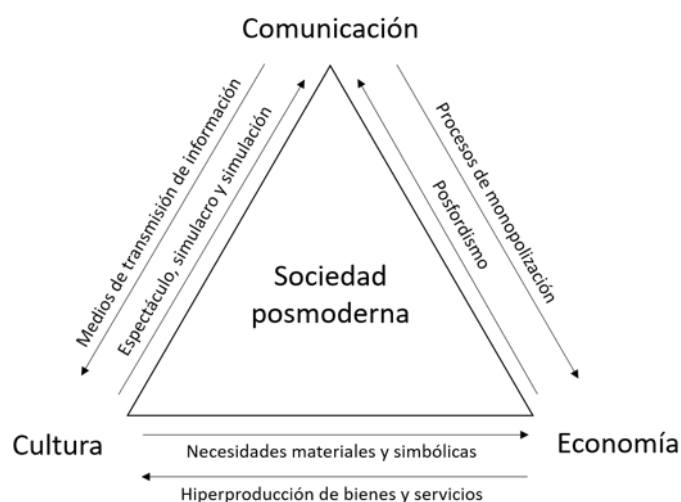 Comunicación
Medios de transmisión de información
Espectáculo, simulacro y simulación
Posfordismo
Procesos de monopolización
Sociedad
posmoderna
Cultura
Economía
Necesidades materiales y simbólicas
Hiperproducción de bienes y servicios